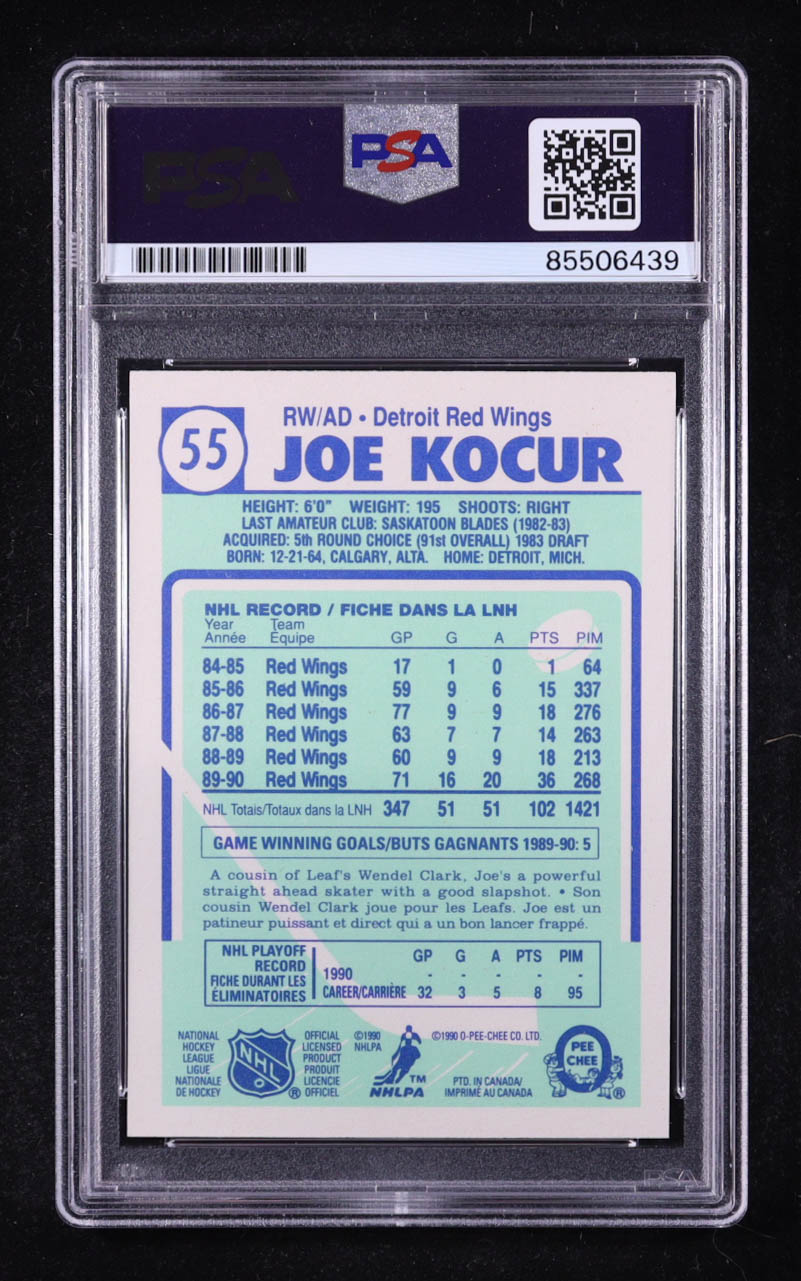 PSA
PSA
85506439
55
RW/AD • Detroit Red Wings
JOE KOCUR
HEIGHT: 6'0" WEIGHT: 195 SHOOTS: RIGHT
LAST AMATEUR CLUB: SASKATOON BLADES (1982-83)
ACQUIRED: 5th ROUND CHOICE (91st OVERALL) 1983 DRAFT
BORN: 12-21-64, CALGARY, ALTA. HOME: DETROIT, MICH.
NHL RECORD / FICHE DANS LA LNH
Year Team
Année Équipe GP G A PTS PIM
84-85 Red Wings 17 1 0 1 64
85-86 Red Wings 59 9 6 15 337
86-87 Red Wings 77 9 9 18 276
87-88 Red Wings 63 7 7 14 263
88-89 Red Wings 60 9 9 18 213
89-90 Red Wings 71 16 20 36 268
NHL Totals/Totaux dans la LNH 347 51 51 102 1421
GAME WINNING GOALS/BUTS GAGNANTS 1989-90: 5
A cousin of Leaf's Wendel Clark, Joe's a powerful
straight ahead skater with a good slapshot. • Son
cousin Wendel Clark joue pour les Leafs. Joe est un
patineur puissant et direct qui a un bon lancer frappé.
NHL PLAYOFF
RECORD
FICHE DURANT LES
ÉLIMINATOIRES
GP G A PTS PIM
1990 - - - - -
CAREER/CARRIÈRE 32 3 5 8 95
NATIONAL
HOCKEY
LEAGUE
LIGUE
NATIONALE
DE HOCKEY
NHL
®
OFFICIAL
LICENSED
PRODUCT
PRODUIT
LICENCIE
OFFICIEL
©1990
NHLPA
TM
NHLPA
©1990 O-PEE-CHEE CO. LTD.
PTD. IN CANADA/
IMPRIMÉ AU CANADA
O
PEE
CHEE
®
PSA